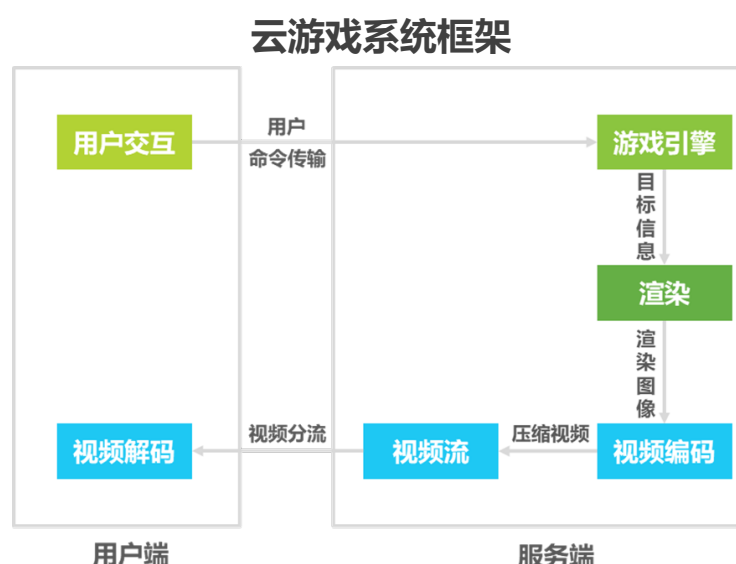 云游戏系统框架
用户交互
用户
命令传输
游戏引擎
目标信息
渲染
渲染图像
视频解码
视频分流
视频流
压缩视频
视频编码
用户端
服务端